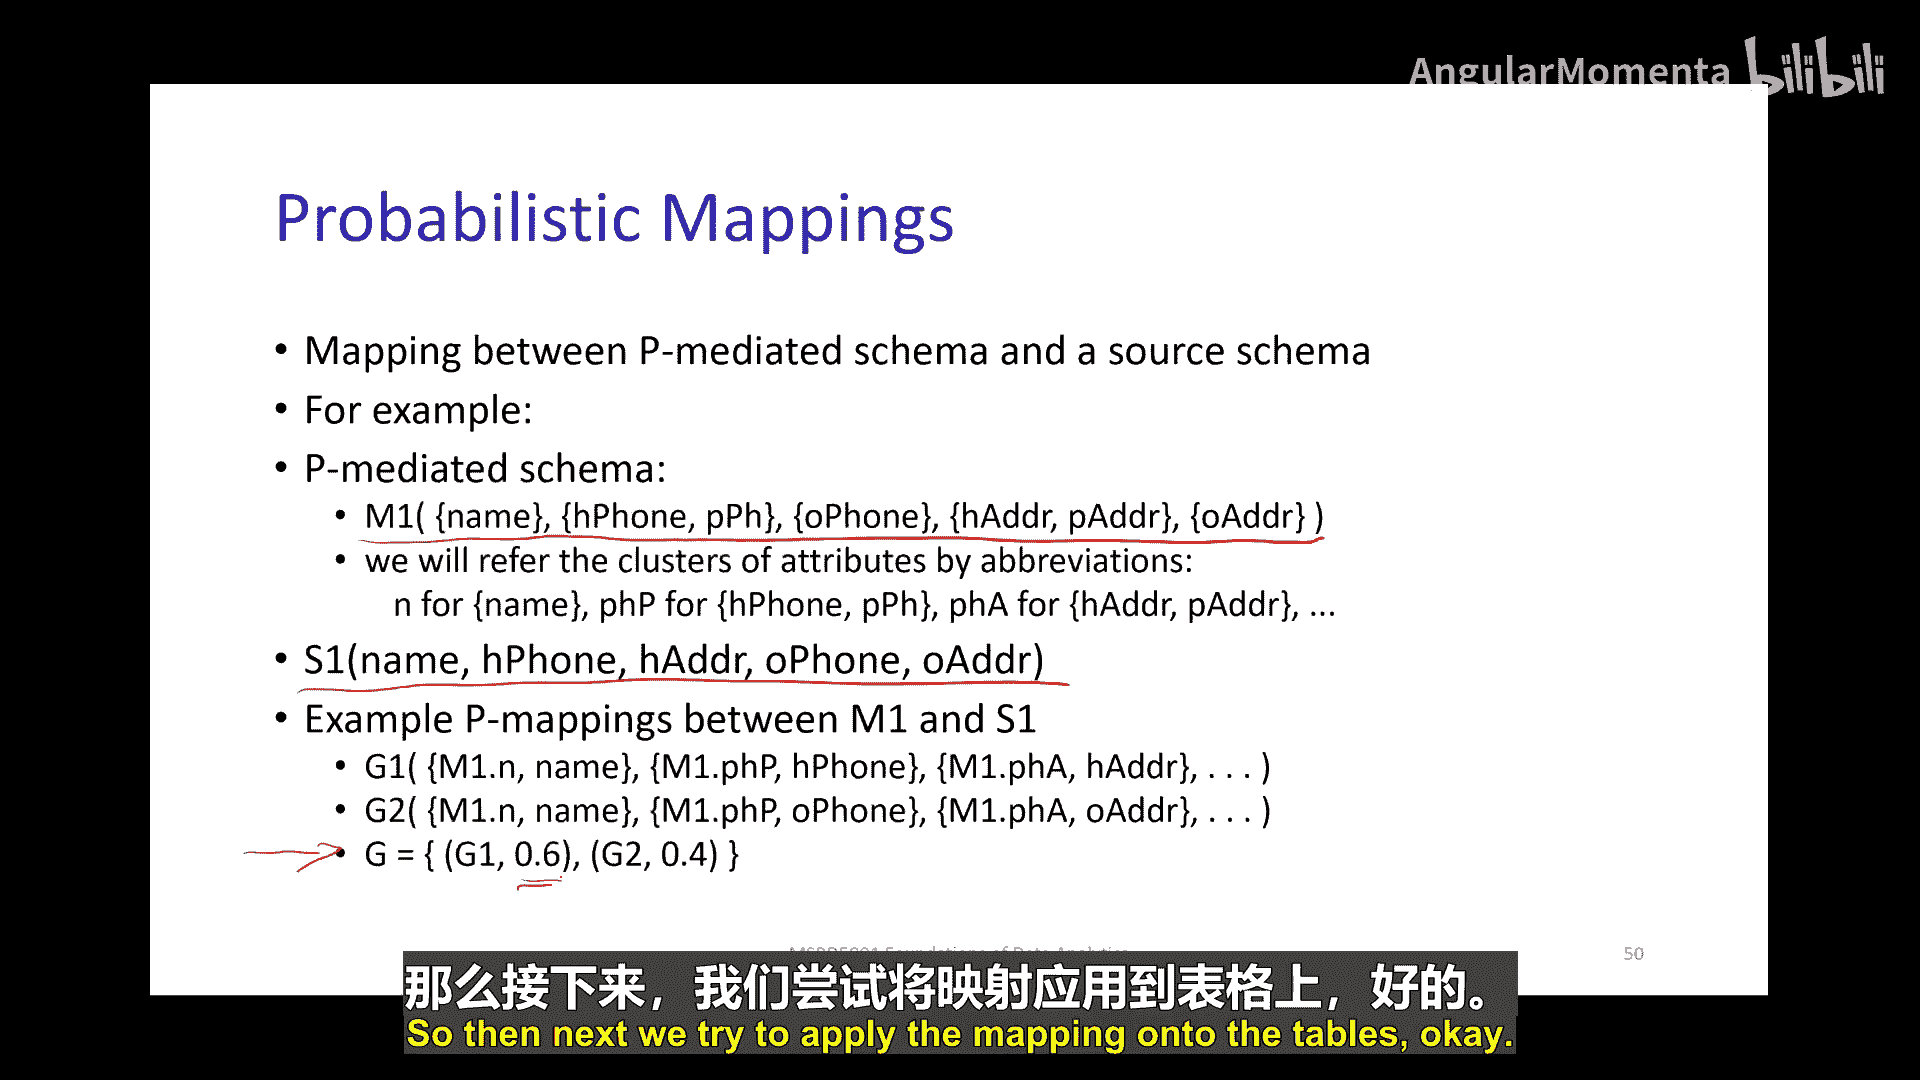 AngularMomenta bilibili
Probabilistic Mappings
• Mapping between P-mediated schema and a source schema
• For example:
• P-mediated schema:
• M1( {name}, {hPhone, pPh}, {oPhone}, {hAddr, pAddr}, {oAddr} )
• we will refer the clusters of attributes by abbreviations:
n for {name}, phP for {hPhone, pPh}, phA for {hAddr, pAddr}, ...
• S1(name, hPhone, hAddr, oPhone, oAddr)
• Example P-mappings between M1 and S1
• G1( {M1.n, name}, {M1.phP, hPhone}, {M1.phA, hAddr}, . . . )
• G2( {M1.n, name}, {M1.phP, oPhone}, {M1.phA, oAddr}, . . . )
• G = { (G1, 0.6), (G2, 0.4) }
50
那么接下来，我们尝试将映射应用到表格上，好的。
So then next we try to apply the mapping onto the tables, okay.